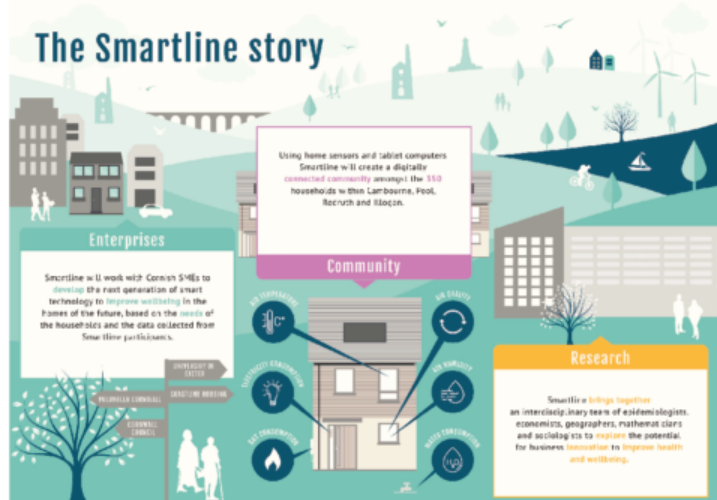 The Smartline story
Using home sensors and tablet computers
Smartline will create a digitally
connected community amongst the 350
households within Cambourne, Pool,
Redruth and Illogan.
Community
Enterprises
Smartline will work with Cornish SMEs to
develop the next generation of smart
technology to improve wellbeing in the
homes of the future, based on the needs of
the households and the data collected from
Smartline participants.
AIR TEMPERATURE
AIR QUALITY
ELECTRICITY CONSUMPTION
AIR HUMIDITY
GAS CONSUMPTION
WATER CONSUMPTION
UNIVERSITY OF
EXETER
COASTLINE HOUSING
VOLUNTEER CORNWALL
CORNWALL
COUNCIL
Research
Smartline brings together
an interdisciplinary team of epidemiologists,
economists, geographers, mathematicians
and sociologists to explore the potential
for business innovation to improve health
and wellbeing.